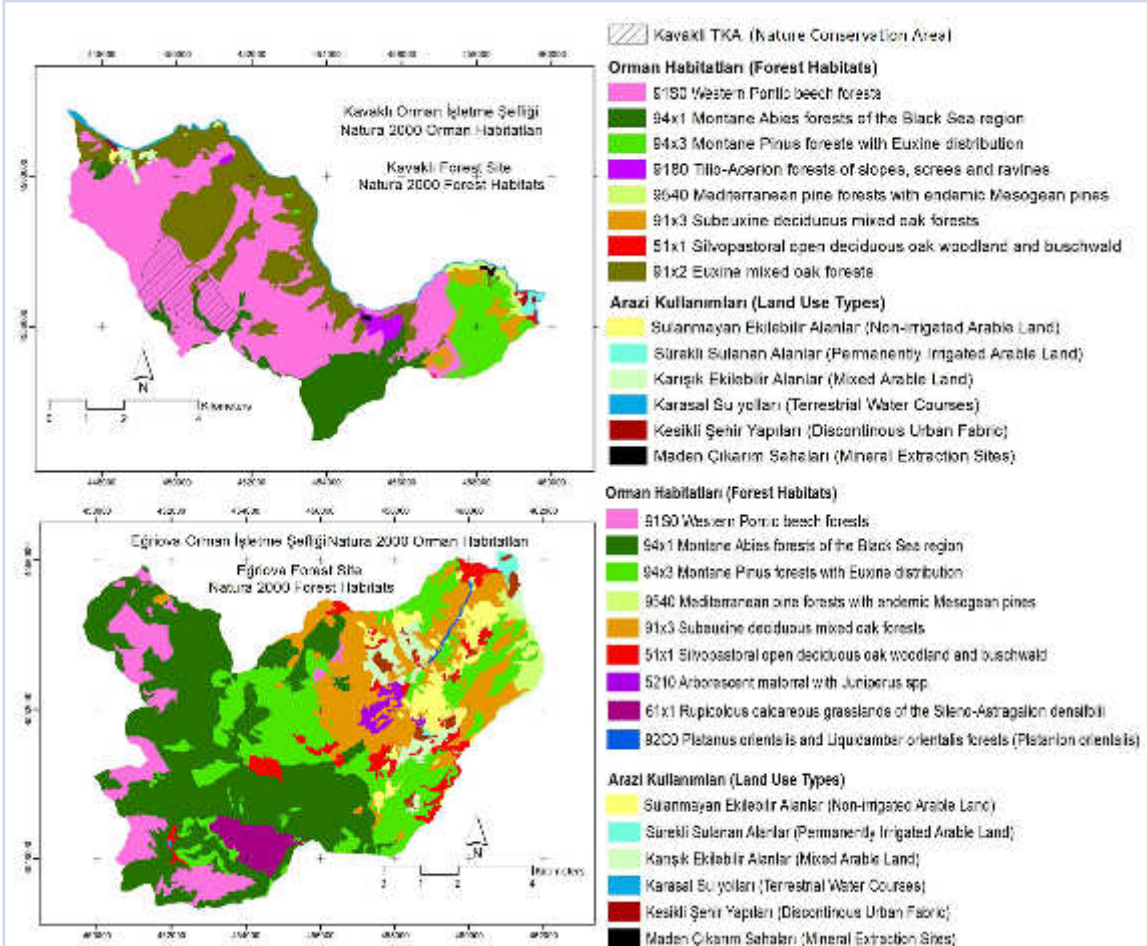 Kavaklı Orman İşletme Şefliği
Natura 2000 Orman Habitatları
Kavaklı Forest Site
Natura 2000 Forest Habitats
N
Kilometers
Kavaklı TKA (Nature Conservation Area)
Orman Habitatları (Forest Habitats)
91S0 Western Pontic beech forests
94x1 Montane Abies forests of the Black Sea region
94x3 Montane Pinus forests with Euxine distribution
9180 Tilio-Acerion forests of slopes, screes and ravines
9540 Mediterranean pine forests with endemic Mesogean pines
91x3 Subeuxine deciduous mixed oak forests
51x1 Silvopastoral open deciduous oak woodland and buschwald
91x2 Euxine mixed oak forests
Arazi Kullanımları (Land Use Types)
Sulanmayan Ekilebilir Alanlar (Non-irrigated Arable Land)
Sürekli Sulanan Alanlar (Permanently Irrigated Arable Land)
Karışık Ekilebilir Alanlar (Mixed Arable Land)
Karasal Su yolları (Terrestrial Water Courses)
Kesikli Şehir Yapıları (Discontinous Urban Fabric)
Maden Çıkarım Sahaları (Mineral Extraction Sites)
Eğriova Orman İşletme Şefliği Natura 2000 Orman Habitatları
Eğriova Forest Site
Natura 2000 Forest Habitats
N
Kilometers
Orman Habitatları (Forest Habitats)
91S0 Western Pontic beech forests
94x1 Montane Abies forests of the Black Sea region
94x3 Montane Pinus forests with Euxine distribution
9540 Mediterranean pine forests with endemic Mesogean pines
91x3 Subeuxine deciduous mixed oak forests
51x1 Silvopastoral open deciduous oak woodland and buschwald
5210 Arborescent matorral with Juniperus spp.
61x1 Rupicolous calcareous grasslands of the Sileno-Astragalion densifolii
92C0 Platanus orientalis and Liquidamber orientalis forests (Platanion orientalis)
Arazi Kullanımları (Land Use Types)
Sulanmayan Ekilebilir Alanlar (Non-irrigated Arable Land)
Sürekli Sulanan Alanlar (Permanently Irrigated Arable Land)
Karışık Ekilebilir Alanlar (Mixed Arable Land)
Karasal Su yolları (Terrestrial Water Courses)
Kesikli Şehir Yapıları (Discontinous Urban Fabric)
Maden Çıkarım Sahaları (Mineral Extraction Sites)